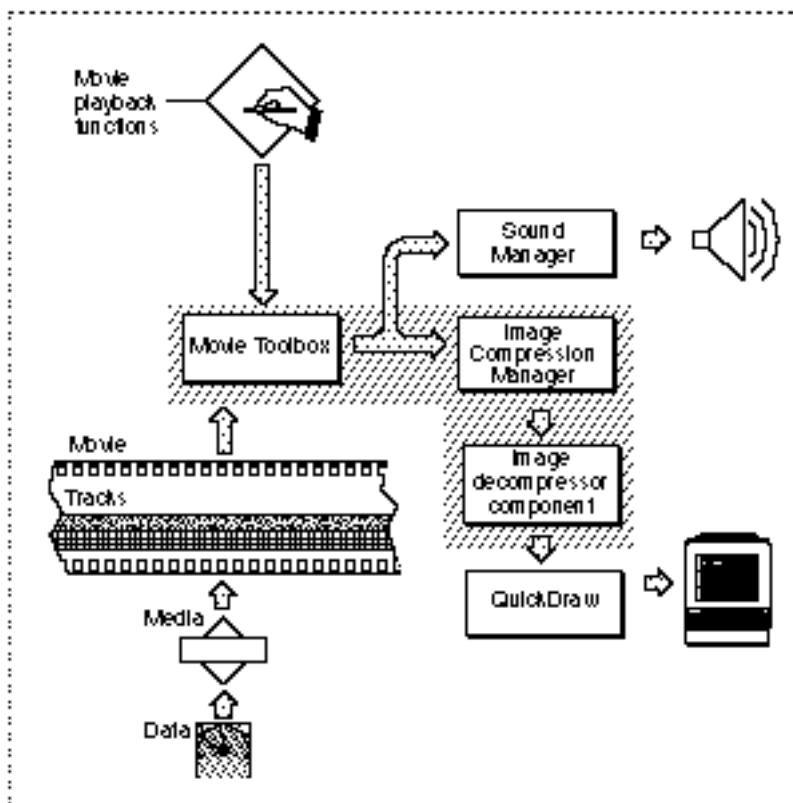 Movie
playback
functions
Sound
Manager
Movie Toolbox
Image
Compression
Manager
Movie
Tracks
Image
decompressor
component
Media
QuickDraw
Data